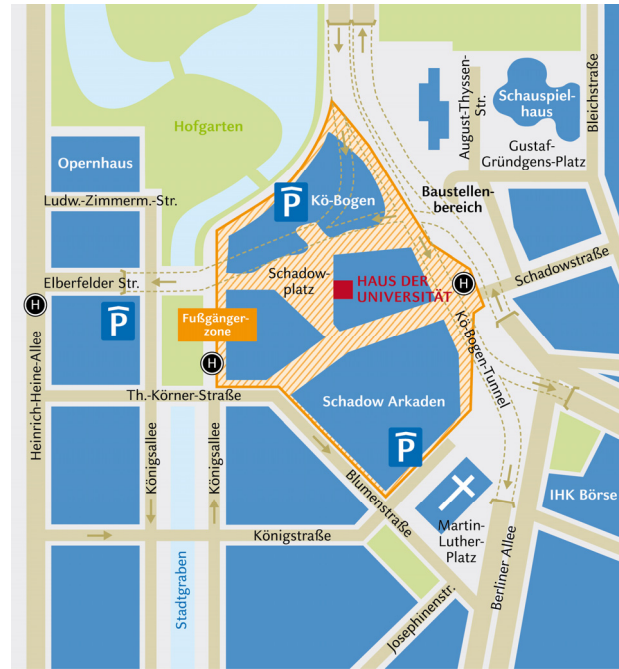 Hofgarten
Opernhaus
Ludw.-Zimmerm.-Str.
August-Thyssen-
Str.
Schauspiel-
haus
Bleichstraße
Gustaf-
Gründgens-Platz
P
Kö-Bogen
Baustellen-
bereich
Elberfelder Str.
Schadow-
platz
HAUS DER
UNIVERSITÄT
H
Schadowstraße
H
P
Fußgänger-
zone
H
Kö-Bogen-Tunnel
Heinrich-Heine-Allee
Th.-Körner-Straße
Schadow Arkaden
P
Königsallee
Königsallee
Blumenstraße
IHK Börse
Königstraße
Martin-
Luther-
Platz
Berliner Allee
Stadtgraben
Josephinenstr.